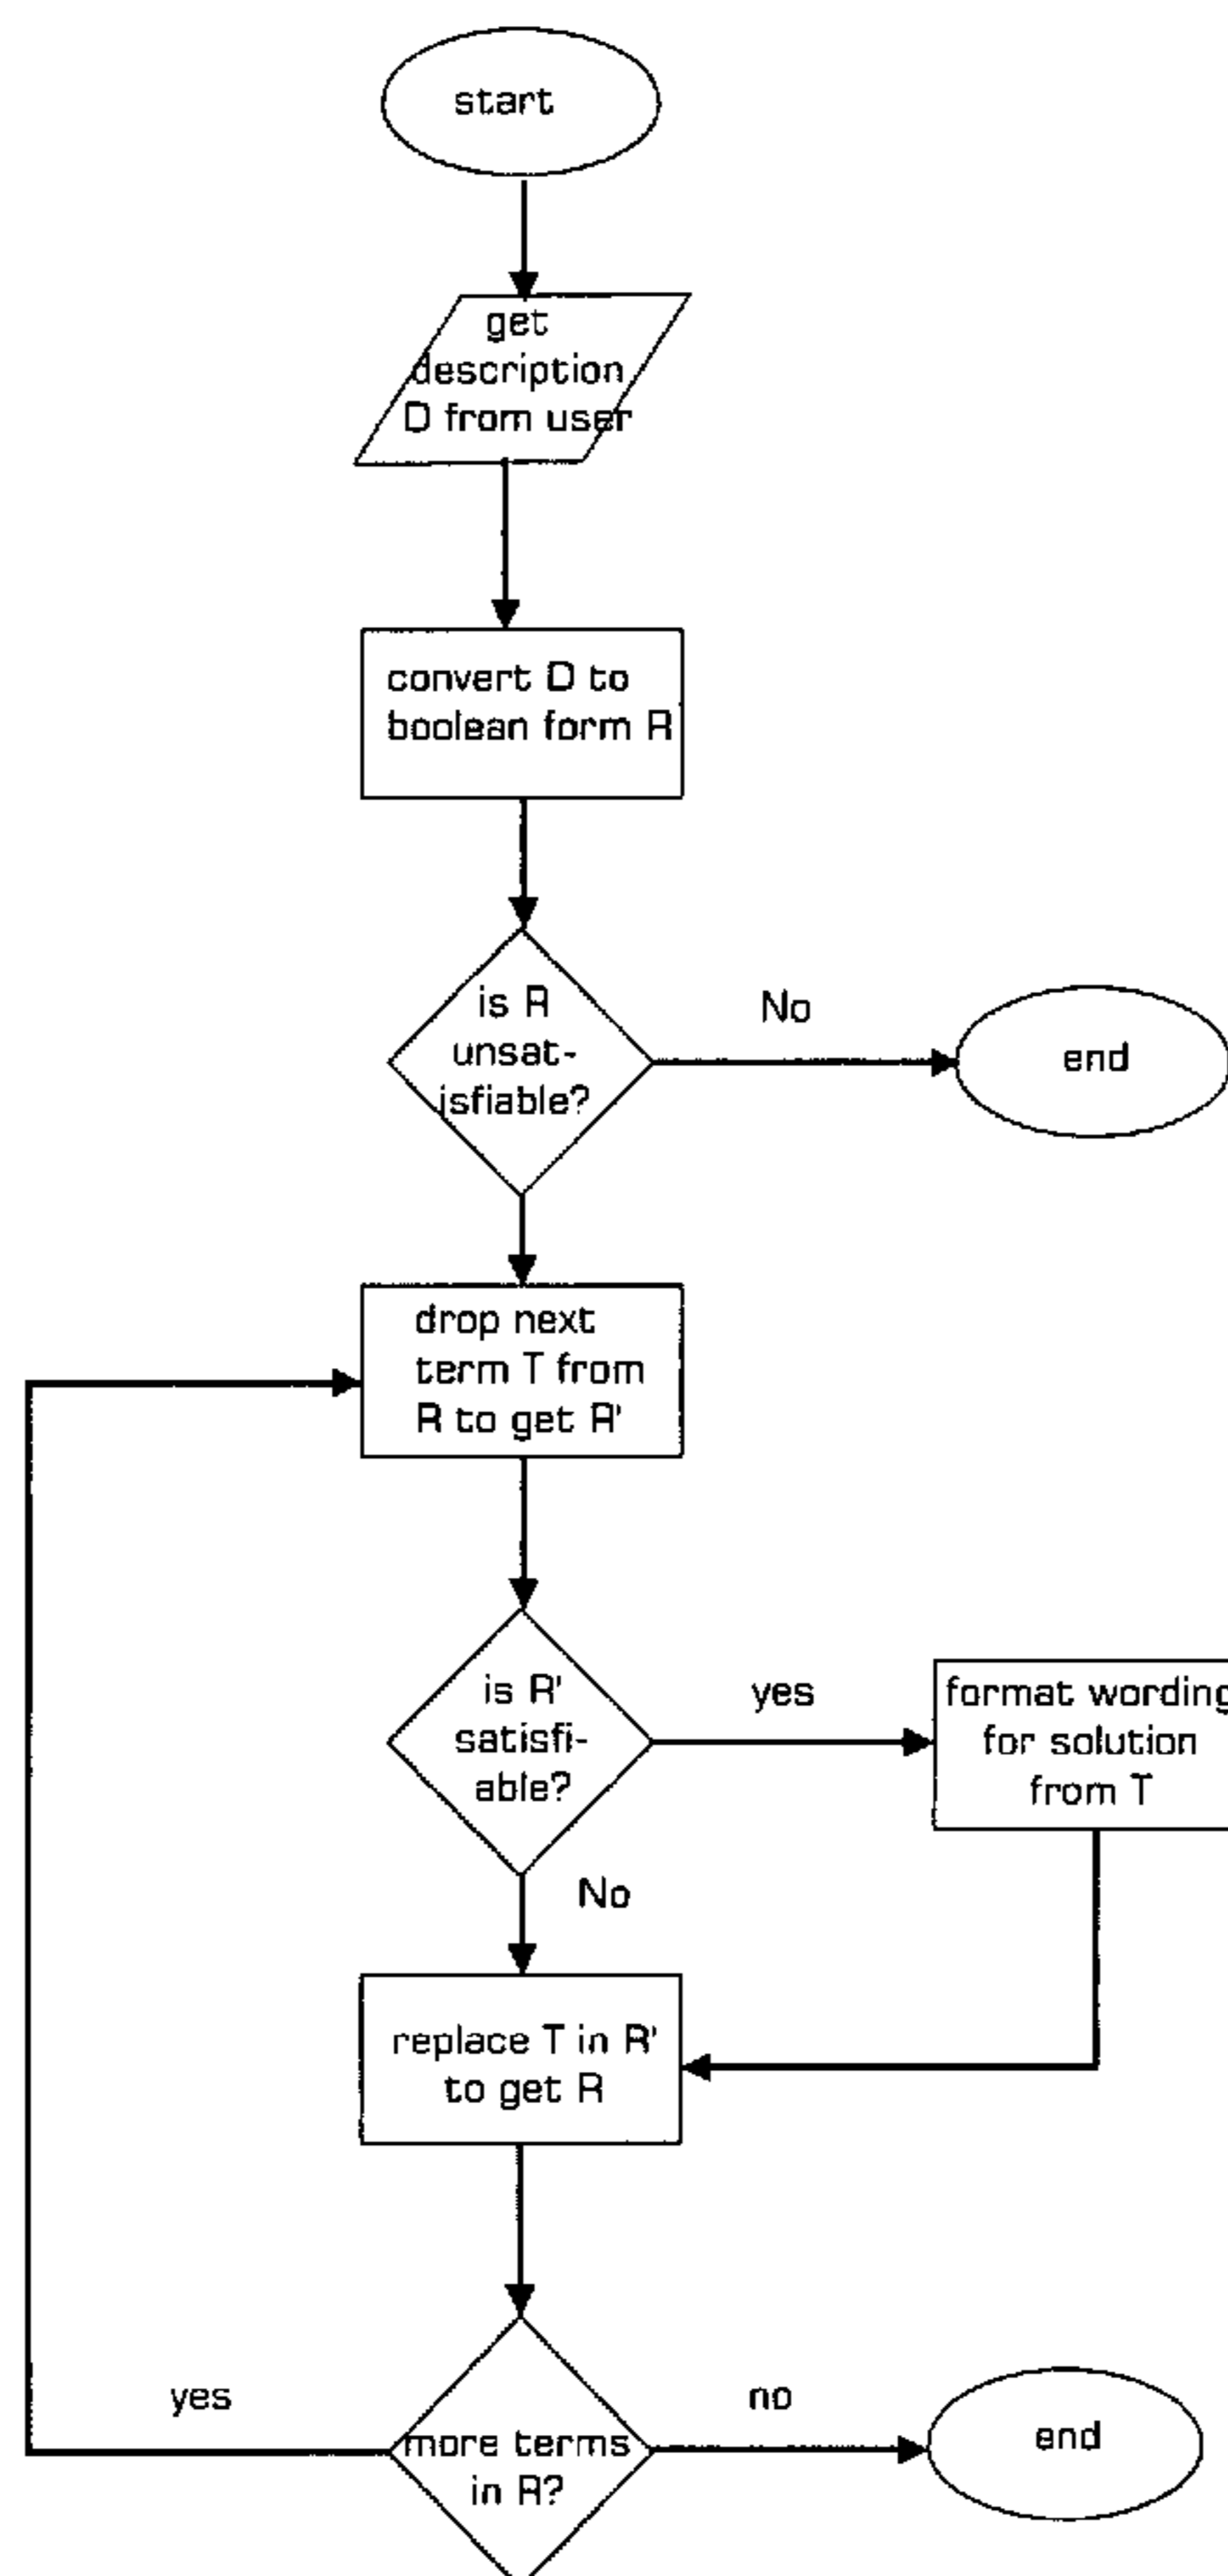 start
get
description
D from user
convert D to
boolean form R
is R
unsat-
isfiable?
No
end
drop next
term T from
R to get R'
is R'
satisfi-
able?
yes
format wording
for solution
from T
No
replace T in R'
to get R
yes
more terms
in R?
no
end